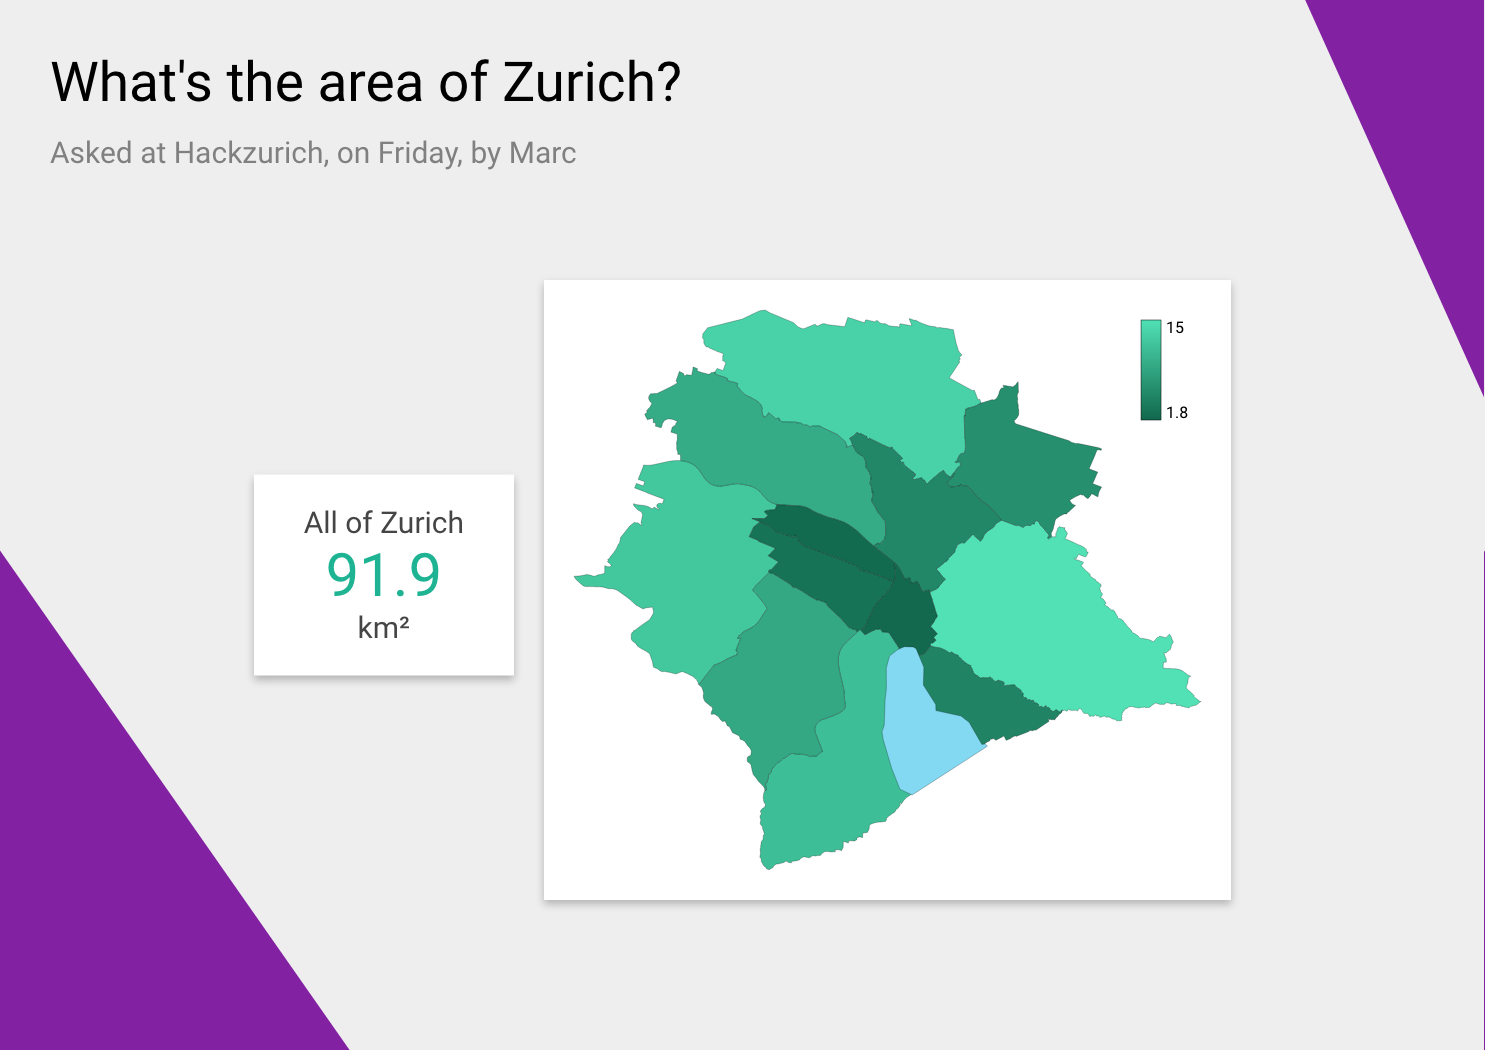 What's the area of Zurich?
Asked at Hackzurich, on Friday, by Marc
All of Zurich
91.9
km²
15
1.8